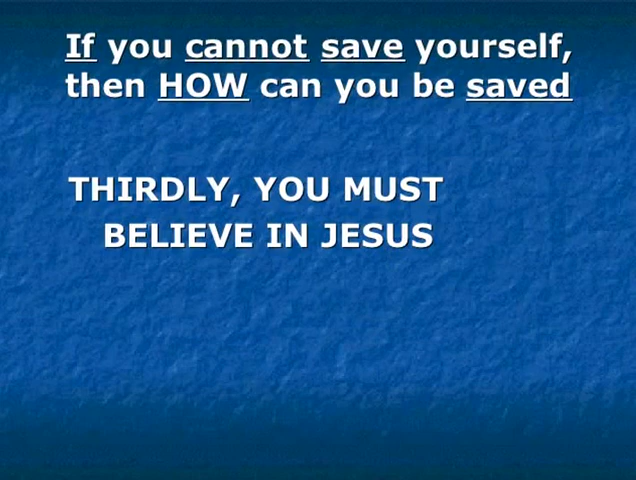 If you cannot save yourself,
then HOW can you be saved
THIRDLY, YOU MUST
BELIEVE IN JESUS